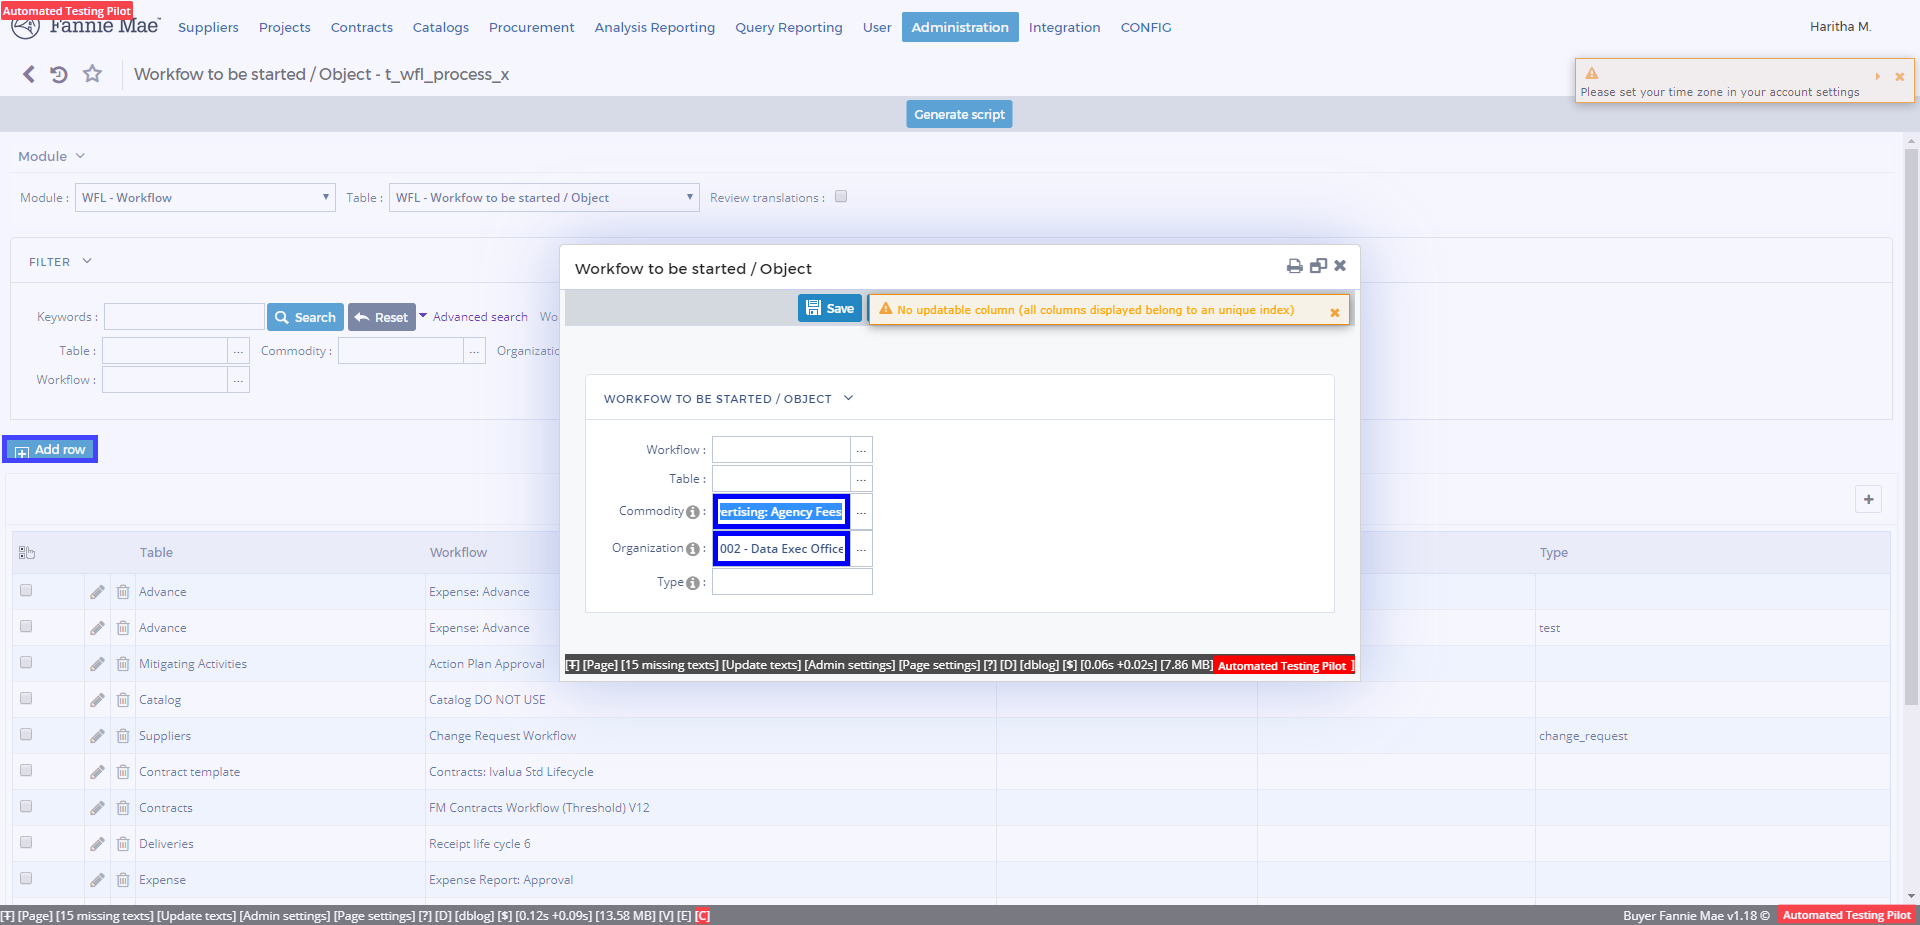 Automated Testing Pilot
Fannie Mae
Suppliers Projects Contracts Catalogs Procurement Analysis Reporting Query Reporting User Administration Integration CONFIG
Haritha M.
Workfow to be started / Object - t_wfl_process_x
Please set your time zone in your account settings
Generate script
Module
Module : WFL - Workflow Table : WFL - Workfow to be started / Object Review translations :
FILTER
Keywords : Search Reset Advanced search Wo
Table : ... Commodity : ... Organizatio
Workflow : ...
Add row
Workfow to be started / Object
Save
No updatable column (all columns displayed belong to an unique index)
WORKFOW TO BE STARTED / OBJECT
Workflow : ...
Table : ...
Commodity : ertising: Agency Fees ...
Organization : 002 - Data Exec Office ...
Type :
[T] [Page] [15 missing texts] [Update texts] [Admin settings] [Page settings] [?] [D] [dblog] [$] [0.06s +0.02s] [7.86 MB] Automated Testing Pilot ]
Table Workflow Type
Advance Expense: Advance
Advance Expense: Advance test
Mitigating Activities Action Plan Approval
Catalog Catalog DO NOT USE
Suppliers Change Request Workflow change_request
Contract template Contracts: Ivalua Std Lifecycle
Contracts FM Contracts Workflow (Threshold) V12
Deliveries Receipt life cycle 6
Expense Expense Report: Approval
[T] [Page] [15 missing texts] [Update texts] [Admin settings] [Page settings] [?] [D] [dblog] [$] [0.12s +0.09s] [13.58 MB] [V] [E] [C]
Buyer Fannie Mae v1.18 © Automated Testing Pilot